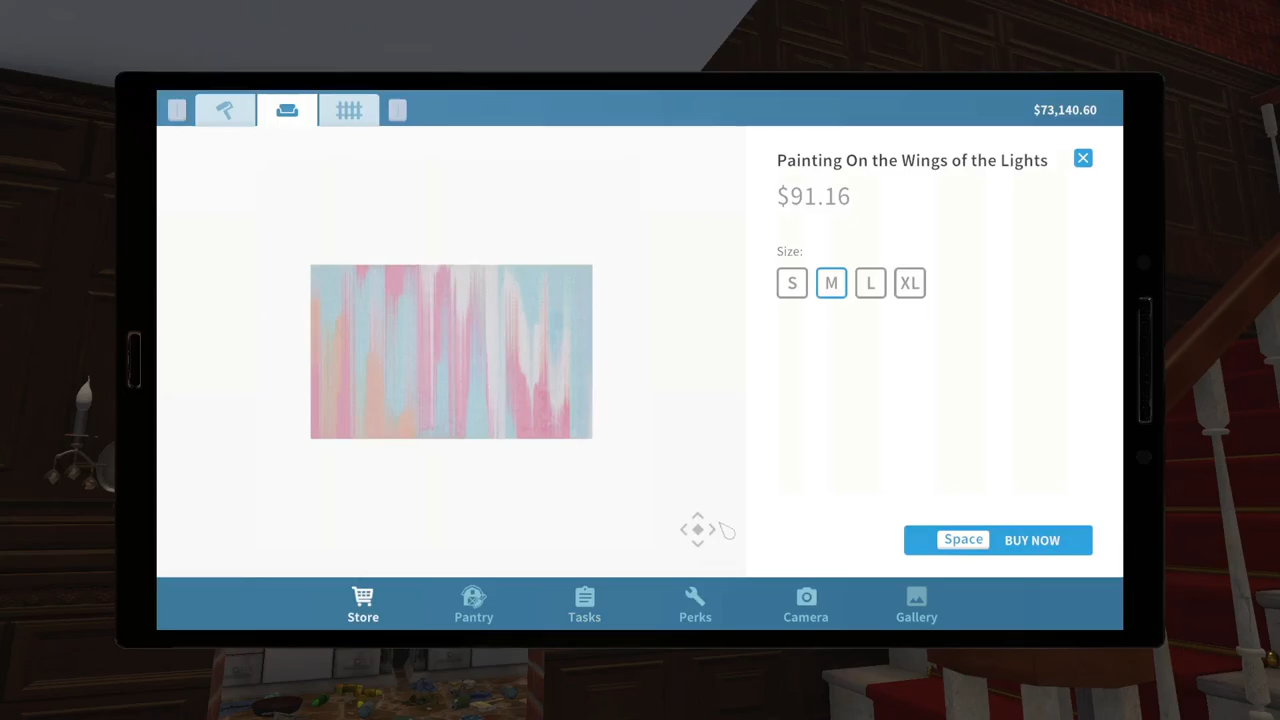 $73,140.60
Painting On the Wings of the Lights
$91.16
Size:
S M L XL
Space BUY NOW
Store Pantry Tasks Perks Camera Gallery